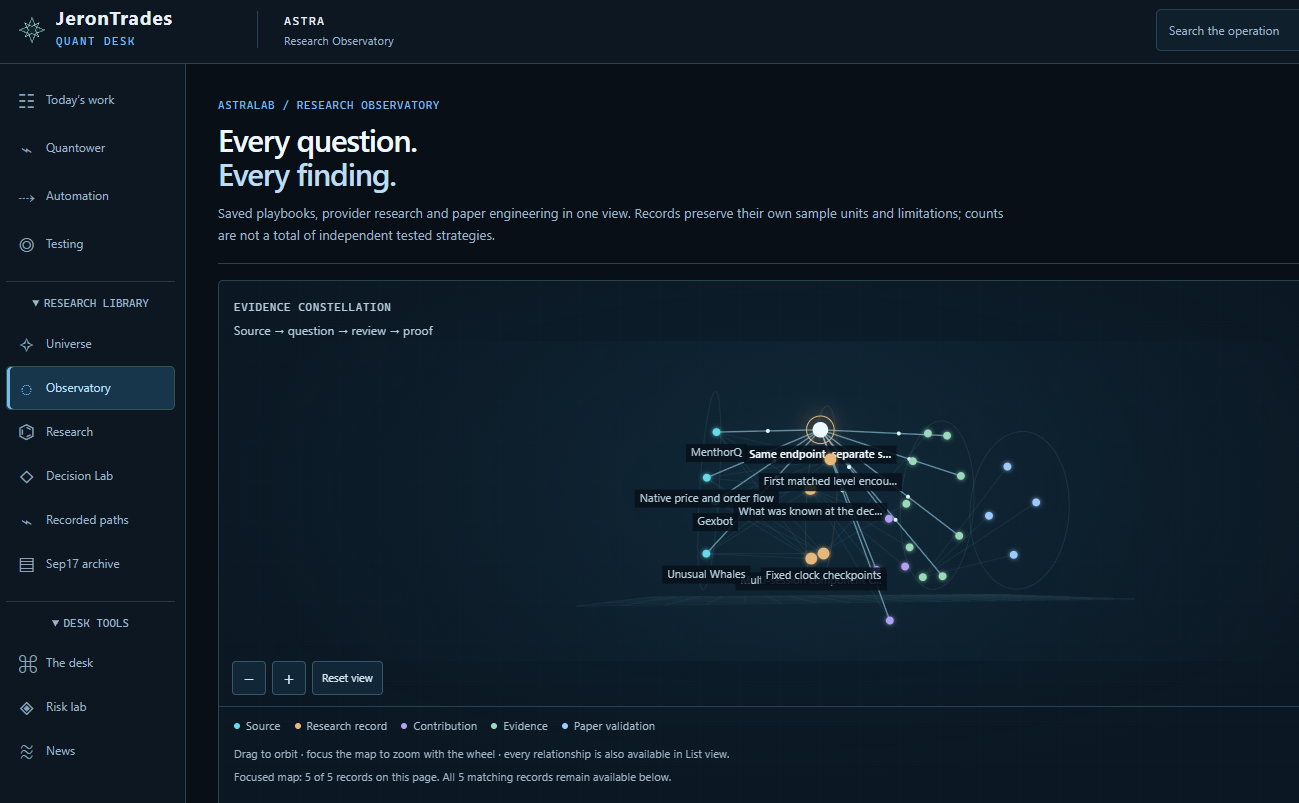 JeronTrades
QUANT DESK
ASTRA
Research Observatory
Search the operation
Today's work
Quantower
Automation
Testing
▼ RESEARCH LIBRARY
Universe
Observatory
Research
Decision Lab
Recorded paths
Sep17 archive
▼ DESK TOOLS
The desk
Risk lab
News
ASTRALAB / RESEARCH OBSERVATORY
Every question.
Every finding.
Saved playbooks, provider research and paper engineering in one view. Records preserve their own sample units and limitations; counts
are not a total of independent tested strategies.
EVIDENCE CONSTELLATION
Source → question → review → proof
MenthorQ
Same endpoint, separate s...
First matched level encou...
Native price and order flow
What was known at the dec...
Gexbot
Unusual Whales
Fixed clock checkpoints
−
+
Reset view
Source
Research record
Contribution
Evidence
Paper validation
Drag to orbit · focus the map to zoom with the wheel · every relationship is also available in List view.
Focused map: 5 of 5 records on this page. All 5 matching records remain available below.